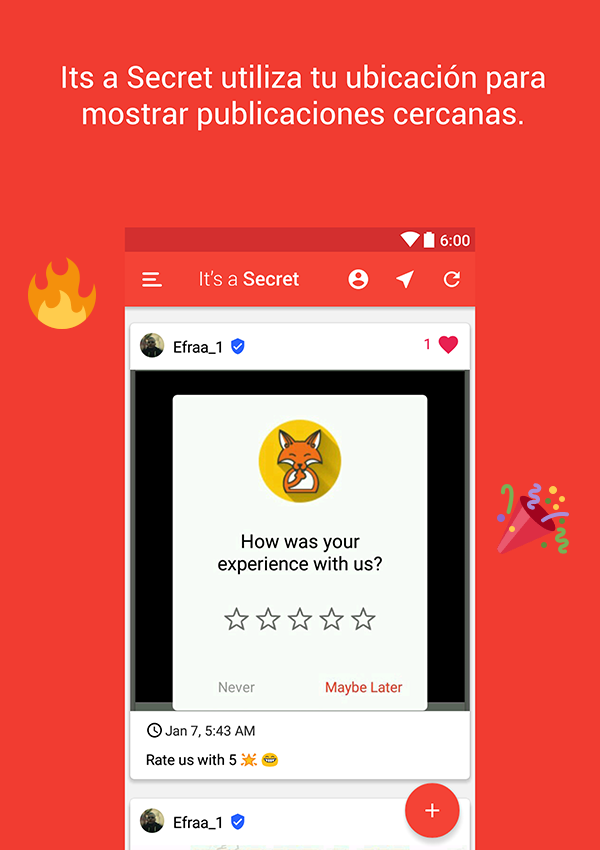 Its a Secret utiliza tu ubicación para
mostrar publicaciones cercanas.
6:00
It's a Secret
Efraa_1
1
How was your
experience with us?
Never
Maybe Later
Jan 7, 5:43 AM
Rate us with 5 🌟 😁
Efraa_1
+